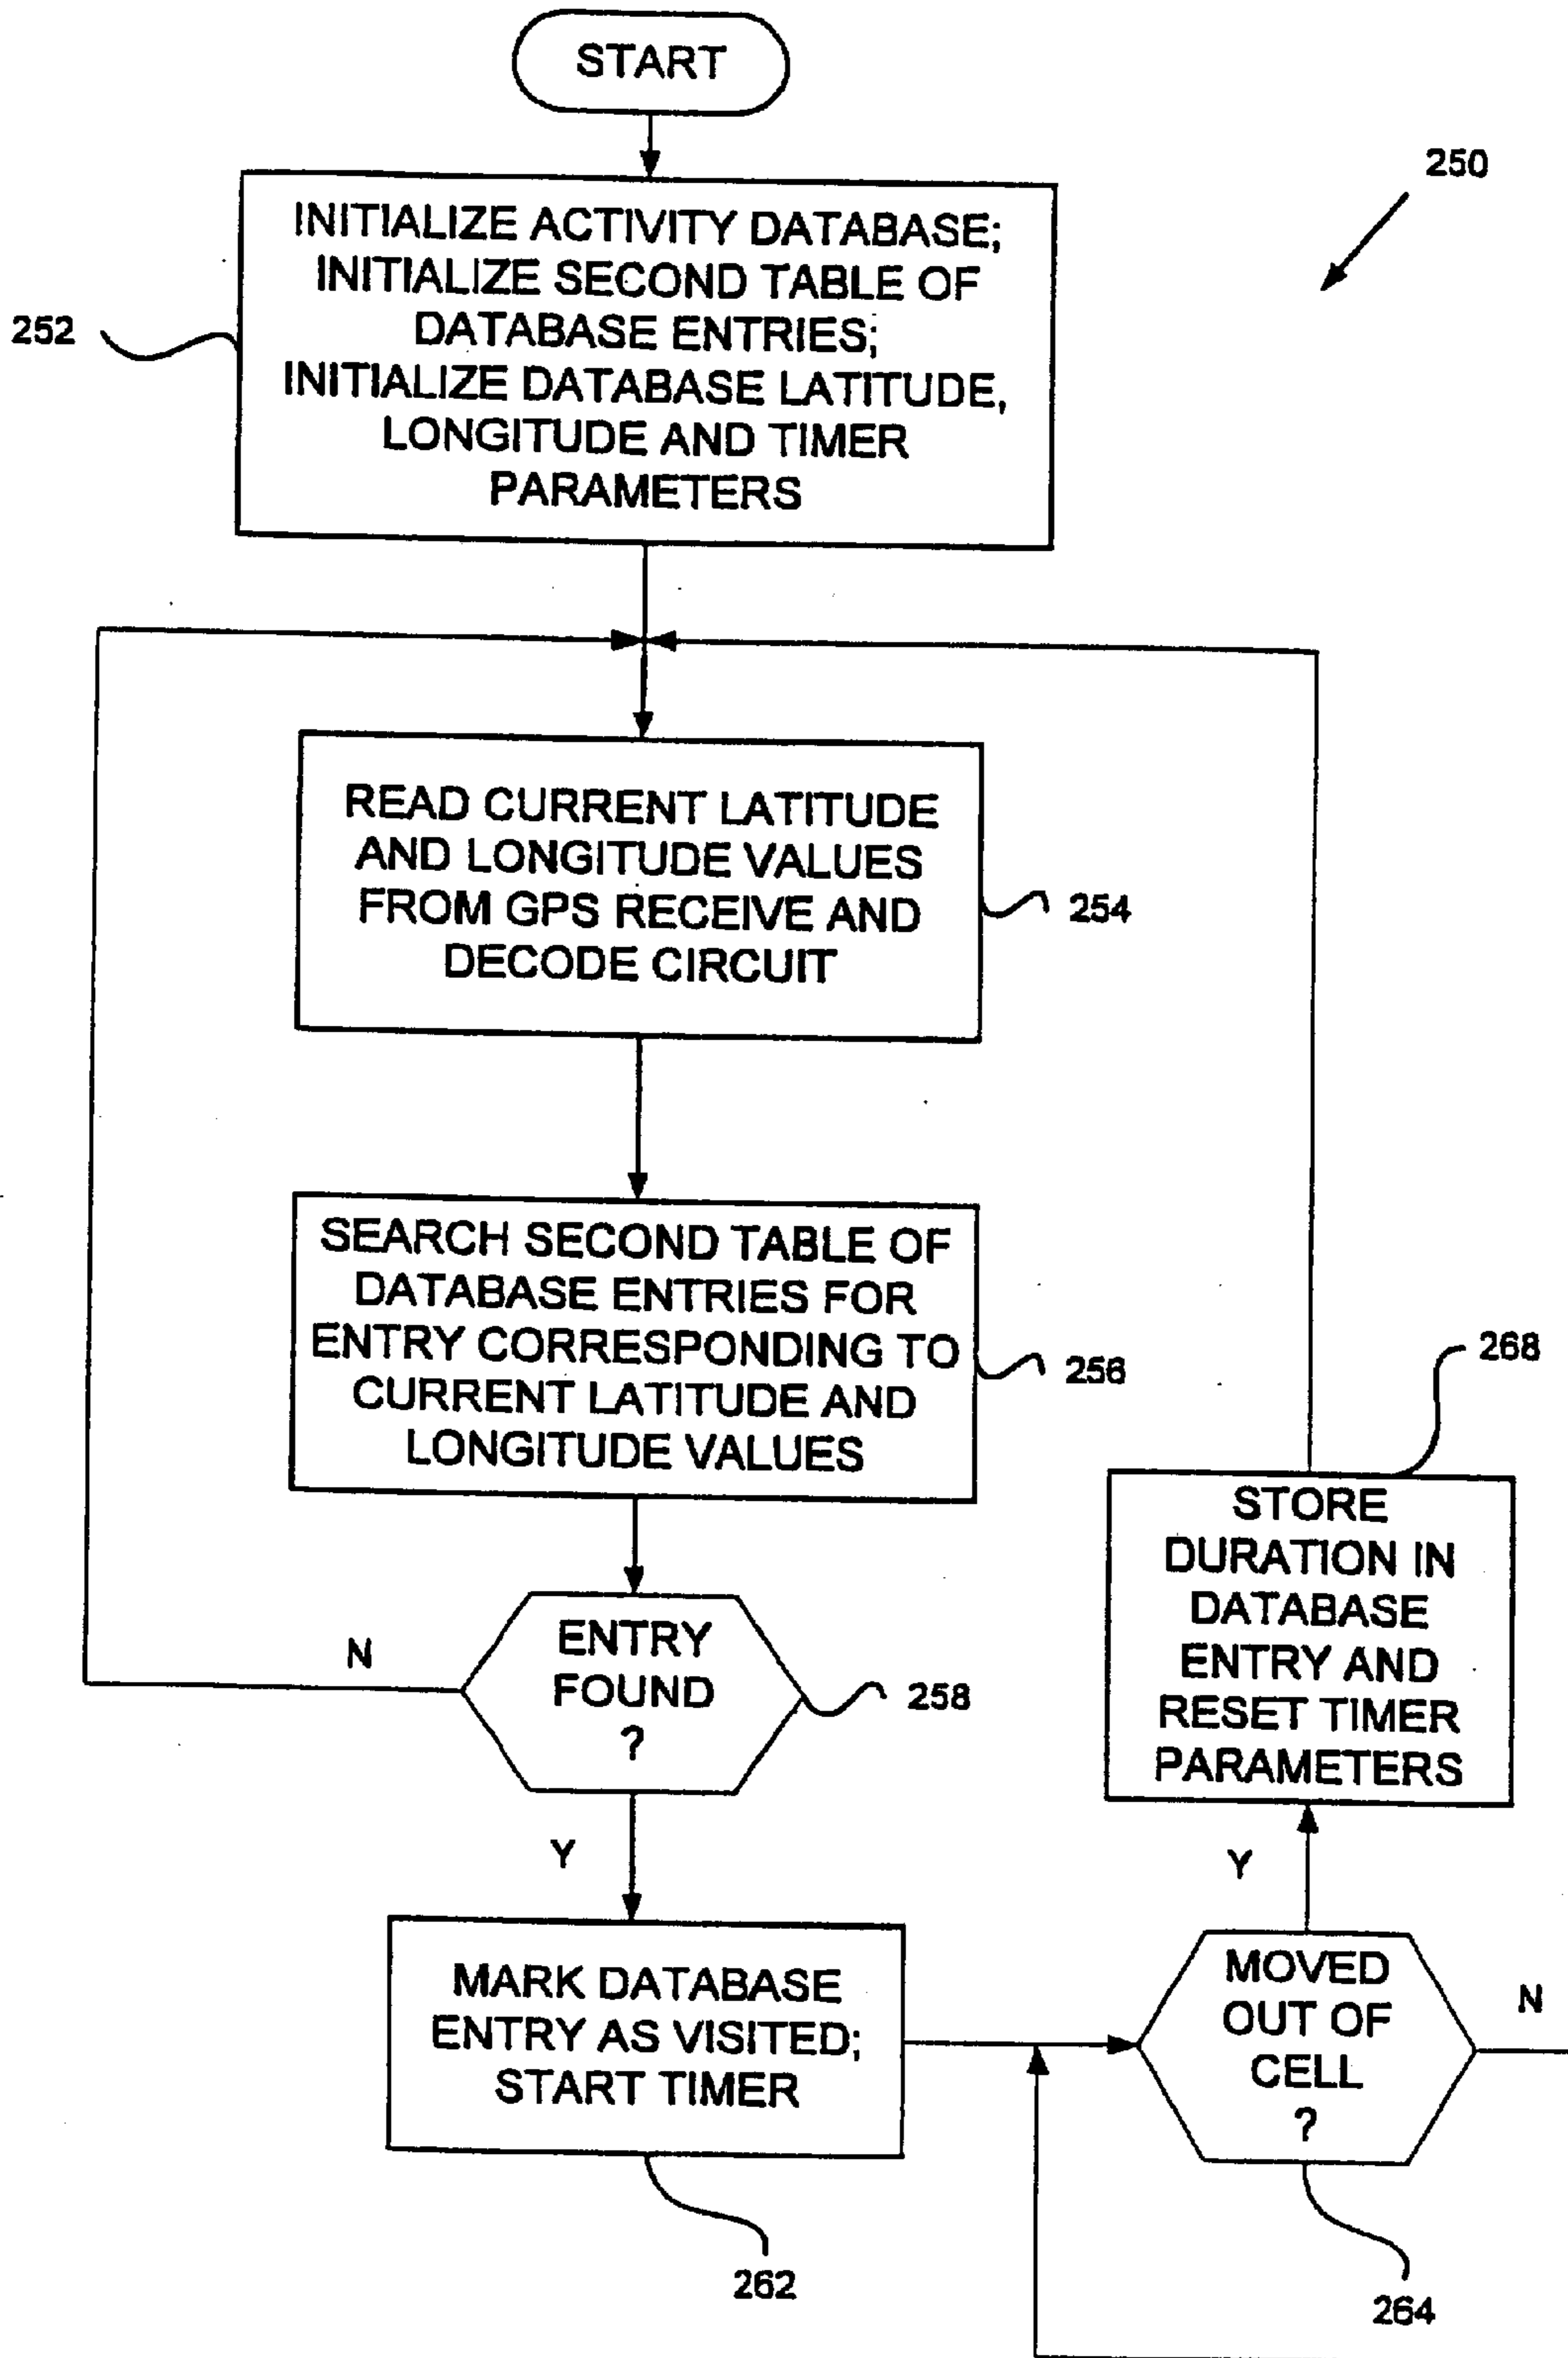 START
250
INITIALIZE ACTIVITY DATABASE;
INITIALIZE SECOND TABLE OF
DATABASE ENTRIES;
INITIALIZE DATABASE LATITUDE,
LONGITUDE AND TIMER
PARAMETERS
252
READ CURRENT LATITUDE
AND LONGITUDE VALUES
FROM GPS RECEIVE AND
DECODE CIRCUIT
254
SEARCH SECOND TABLE OF
DATABASE ENTRIES FOR
ENTRY CORRESPONDING TO
CURRENT LATITUDE AND
LONGITUDE VALUES
256
268
STORE
DURATION IN
DATABASE
ENTRY AND
RESET TIMER
PARAMETERS
ENTRY
FOUND
?
N
258
Y
Y
MARK DATABASE
ENTRY AS VISITED;
START TIMER
MOVED
OUT OF
CELL
?
N
262
264